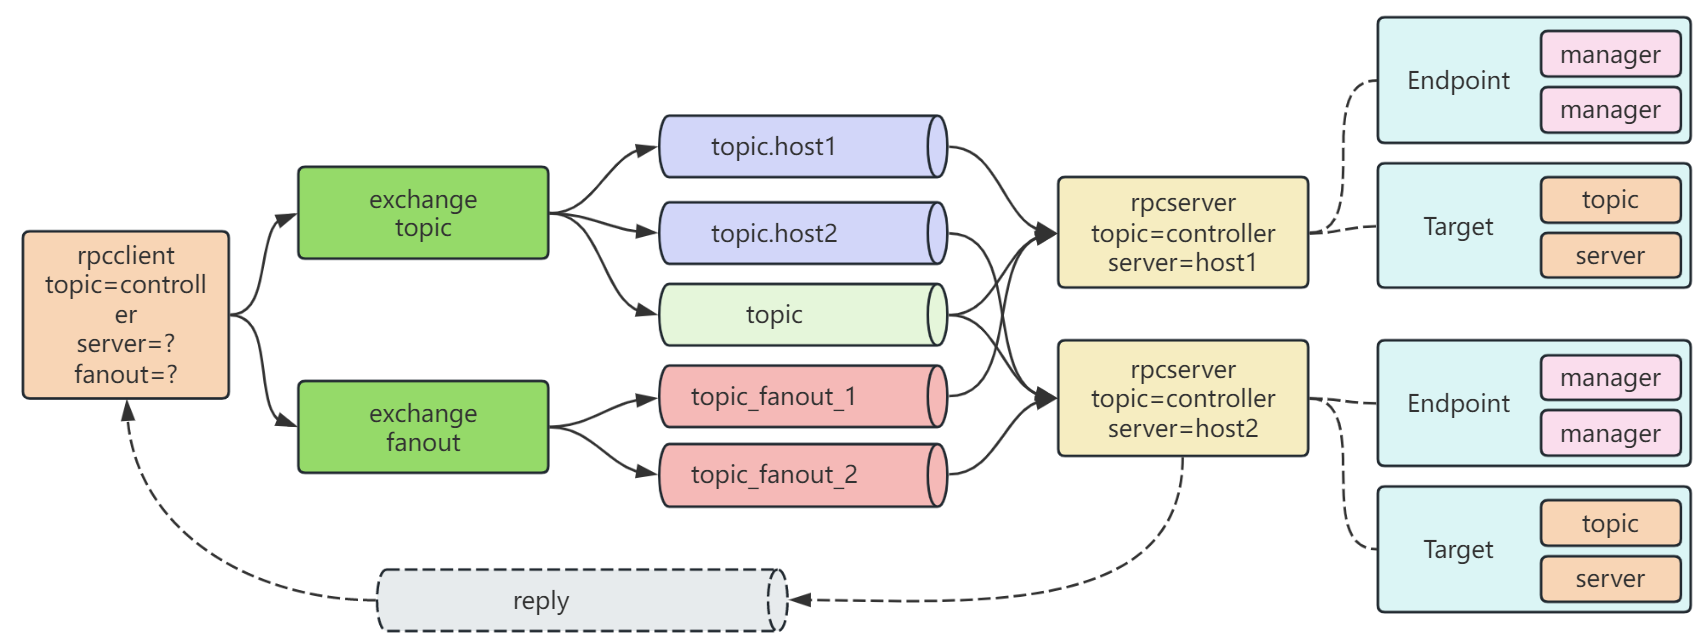 rpcclient
topic=controll
er
server=?
fanout=?
exchange
topic
exchange
fanout
topic.host1
topic.host2
topic
topic_fanout_1
topic_fanout_2
reply
rpcserver
topic=controller
server=host1
rpcserver
topic=controller
server=host2
Endpoint
manager
manager
Target
topic
server
Endpoint
manager
manager
Target
topic
server